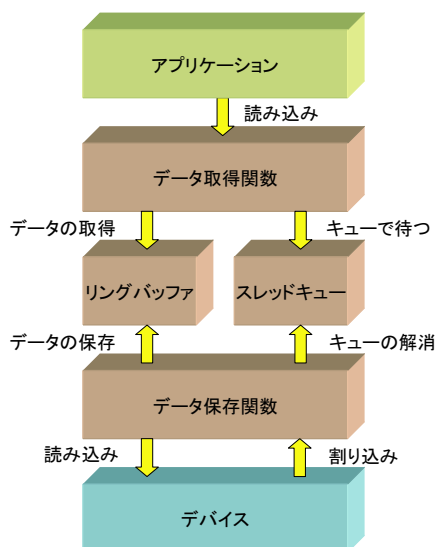 アプリケーション
読み込み
データ取得関数
データの取得
キューで待つ
リングバッファ
スレッドキュー
データの保存
キューの解消
データ保存関数
読み込み
割り込み
デバイス